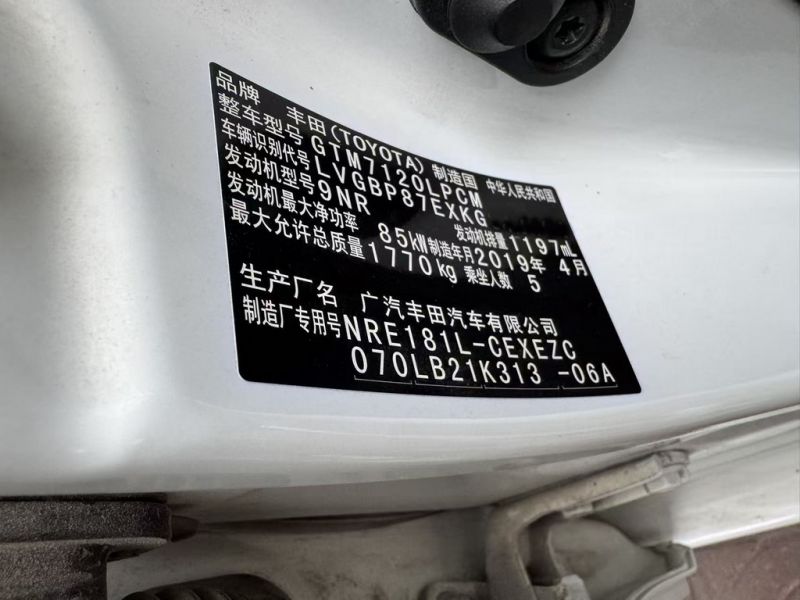 品牌 丰田(TOYOTA) 制造国 中华人民共和国
整车型号 GTM7120LPCM
车辆识别代号 LVGBP87EXKG
发动机型号 9NR 发动机排量 1197mL
发动机最大净功率 85kW 制造年月 2019年 4月
最大允许总质量 1770kg 乘坐人数 5
生产厂名 广汽丰田汽车有限公司
制造厂专用号 NRE181L-CEXEZC
070LB21K313 -06A